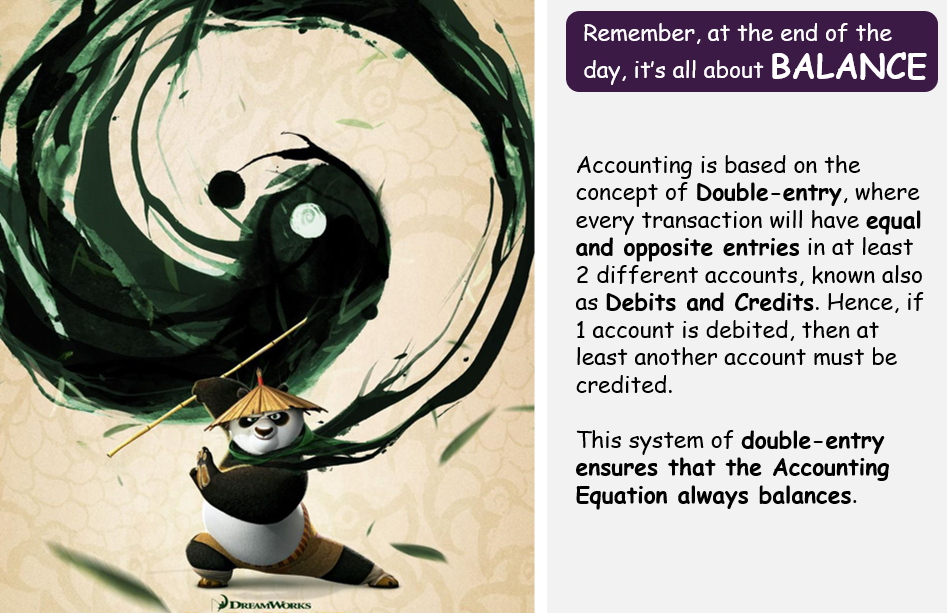 Remember, at the end of the
day, it's all about BALANCE
Accounting is based on the
concept of Double-entry, where
every transaction will have equal
and opposite entries in at least
2 different accounts, known also
as Debits and Credits. Hence, if
1 account is debited, then at
least another account must be
credited.
This system of double-entry
ensures that the Accounting
Equation always balances.
DREAMWORKS